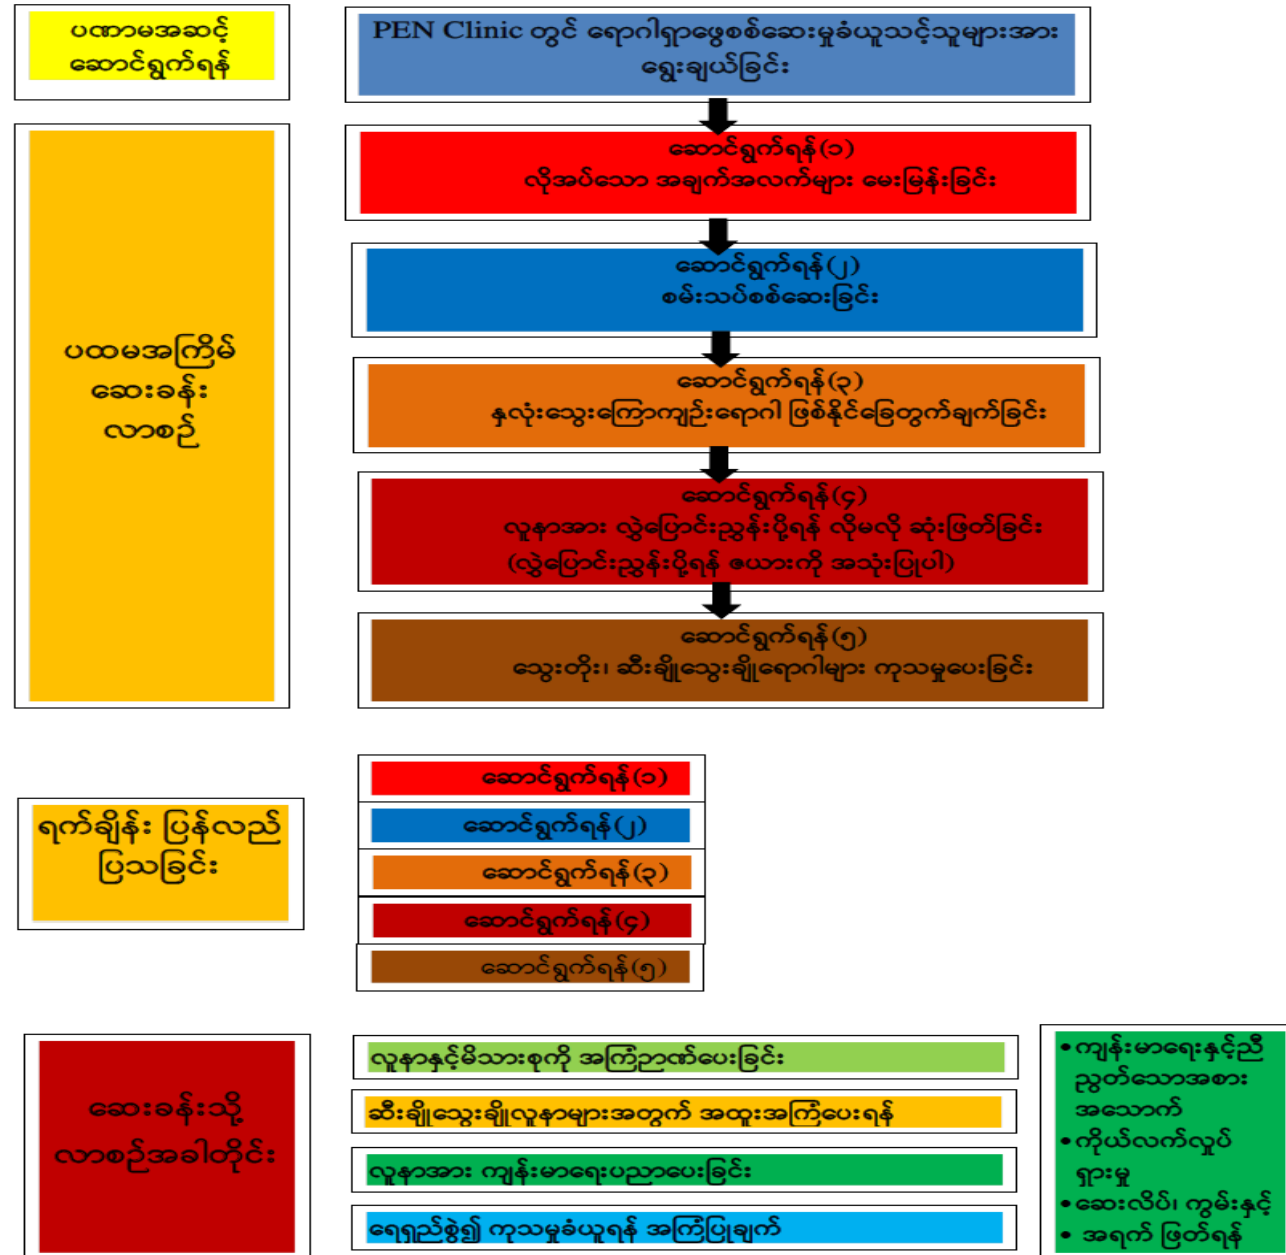 ပဏာမအဆင့်
ဆောင်ရွက်ရန်
PEN Clinic တွင် ရောဂါရှာဖွေစစ်ဆေးမှုခံယူသင့်သူများအား
ရွေးချယ်ခြင်း
ပထမအကြိမ်
ဆေးခန်း
လာစဉ်
ဆောင်ရွက်ရန်(၁)
လိုအပ်သော အချက်အလက်များ မေးမြန်းခြင်း
ဆောင်ရွက်ရန်(၂)
စမ်းသပ်စစ်ဆေးခြင်း
ဆောင်ရွက်ရန်(၃)
နှလုံးသွေးကြောကျဉ်းရောဂါ ဖြစ်နိုင်ခြေတွက်ချက်ခြင်း
ဆောင်ရွက်ရန်(၄)
လူနာအား လွှဲပြောင်းညွှန်းပို့ရန် လိုမလို ဆုံးဖြတ်ခြင်း
(လွှဲပြောင်းညွှန်းပို့ရန် ဇယားကို အသုံးပြုပါ)
ဆောင်ရွက်ရန်(၅)
သွေးတိုး၊ ဆီးချိုသွေးချိုရောဂါများ ကုသမှုပေးခြင်း
ရက်ချိန်း ပြန်လည်
ပြသခြင်း
ဆောင်ရွက်ရန်(၁)
ဆောင်ရွက်ရန်(၂)
ဆောင်ရွက်ရန်(၃)
ဆောင်ရွက်ရန်(၄)
ဆောင်ရွက်ရန်(၅)
ဆေးခန်းသို့
လာစဉ်အခါတိုင်း
လူနာနှင့်မိသားစုကို အကြံဉာဏ်ပေးခြင်း
ဆီးချိုသွေးချိုလူနာများအတွက် အထူးအကြံပေးရန်
လူနာအား ကျန်းမာရေးပညာပေးခြင်း
ရေရှည်စွဲ၍ ကုသမှုခံယူရန် အကြံပြုချက်
•ကျန်းမာရေးနှင့်ညီ
ညွတ်သောအစား
အသောက်
•ကိုယ်လက်လှုပ်
ရှားမှု
•ဆေးလိပ်၊ ကွမ်းနှင့်
• အရက် ဖြတ်ရန်